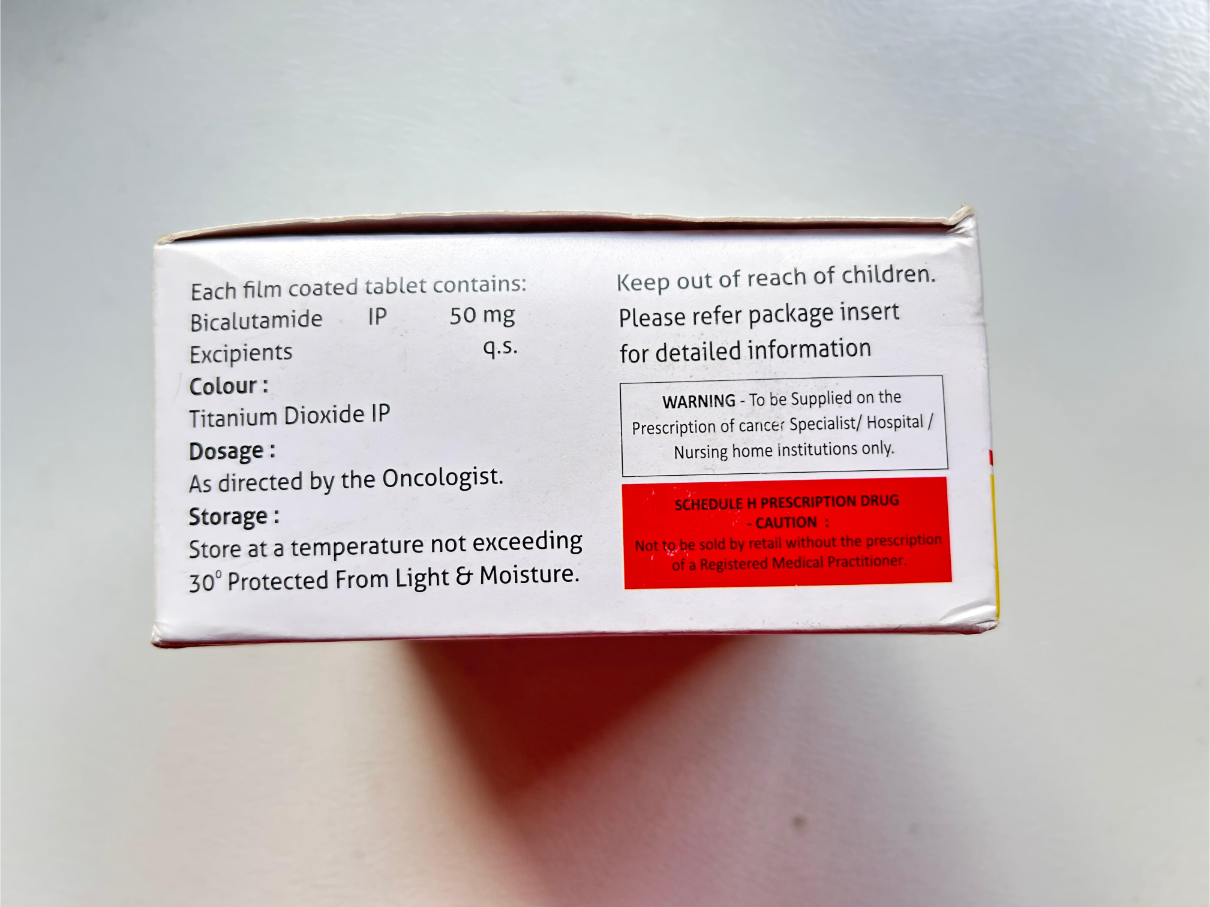 Each film coated tablet contains:
Bicalutamide IP 50 mg
Excipients q.s.
Colour :
Titanium Dioxide IP
Dosage :
As directed by the Oncologist.
Storage :
Store at a temperature not exceeding
30⁰ Protected From Light & Moisture.
Keep out of reach of children.
Please refer package insert
for detailed information
WARNING - To be Supplied on the
Prescription of cancer Specialist/ Hospital /
Nursing home institutions only.
SCHEDULE H PRESCRIPTION DRUG
- CAUTION :
Not to be sold by retail without the prescription
of a Registered Medical Practitioner.